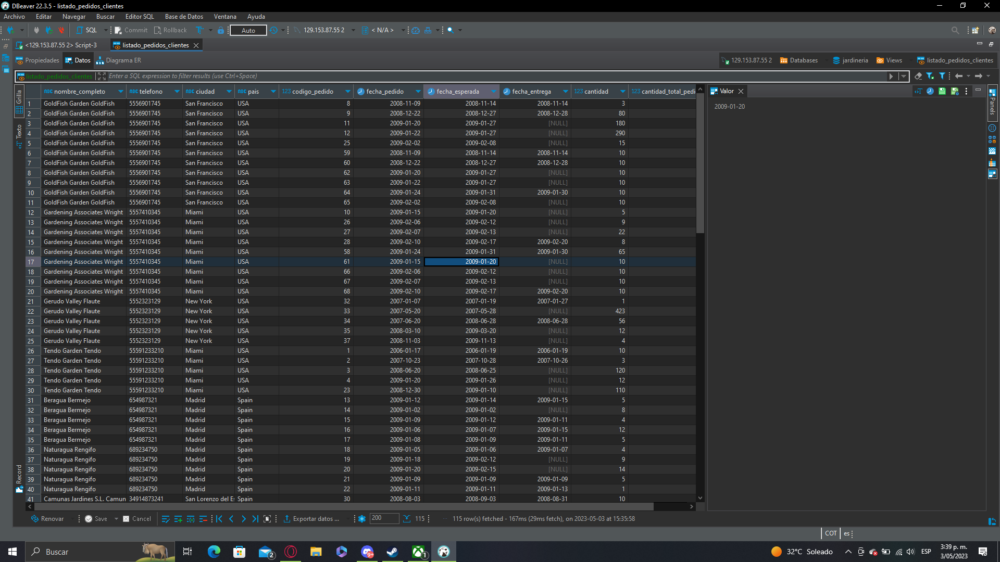 DBeaver 22.3.5 - listado_pedidos_clientes
Archivo Editar Navegar Buscar Editor SQL Base de Datos Ventana Ayuda
SQL Commit Rollback Auto 129.153.87.55 2 < N/A >
<129.153.87.55 2> Script-3 listado_pedidos_clientes
Propiedades Datos Diagrama ER 129.153.87.55 2 Databases jardineria Views listado_pedidos_clientes
listado_pedidos_clientes Enter a SQL expression to filter results (use Ctrl+Space)
Grilla
Texto
Record
ABC nombre_completo ABC telefono ABC ciudad ABC pais 123 codigo_pedido fecha_pedido fecha_esperada fecha_entrega 123 cantidad 123 cantidad_total_pedi
1 GoldFish Garden GoldFish 5556901745 San Francisco USA 8 2008-11-09 2008-11-14 2008-11-14 3
2 GoldFish Garden GoldFish 5556901745 San Francisco USA 9 2008-12-22 2008-12-27 2008-12-28 80
3 GoldFish Garden GoldFish 5556901745 San Francisco USA 11 2009-01-20 2009-01-27 [NULL] 180
4 GoldFish Garden GoldFish 5556901745 San Francisco USA 12 2009-01-22 2009-01-27 [NULL] 290
5 GoldFish Garden GoldFish 5556901745 San Francisco USA 25 2009-02-02 2009-02-08 [NULL] 15
6 GoldFish Garden GoldFish 5556901745 San Francisco USA 59 2008-11-09 2008-11-14 2008-11-14 10
7 GoldFish Garden GoldFish 5556901745 San Francisco USA 60 2008-12-22 2008-12-27 2008-12-28 10
8 GoldFish Garden GoldFish 5556901745 San Francisco USA 62 2009-01-20 2009-01-27 [NULL] 10
9 GoldFish Garden GoldFish 5556901745 San Francisco USA 63 2009-01-22 2009-01-27 [NULL] 10
10 GoldFish Garden GoldFish 5556901745 San Francisco USA 64 2009-01-24 2009-01-31 2009-01-30 10
11 GoldFish Garden GoldFish 5556901745 San Francisco USA 65 2009-02-02 2009-02-08 [NULL] 10
12 Gardening Associates Wright 5557410345 Miami USA 10 2009-01-15 2009-01-20 [NULL] 5
13 Gardening Associates Wright 5557410345 Miami USA 26 2009-02-06 2009-02-12 [NULL] 9
14 Gardening Associates Wright 5557410345 Miami USA 27 2009-02-07 2009-02-13 [NULL] 22
15 Gardening Associates Wright 5557410345 Miami USA 28 2009-02-10 2009-02-17 2009-02-20 8
16 Gardening Associates Wright 5557410345 Miami USA 58 2009-01-24 2009-01-31 2009-01-30 65
17 Gardening Associates Wright 5557410345 Miami USA 61 2009-01-15 2009-01-20 [NULL] 10
18 Gardening Associates Wright 5557410345 Miami USA 66 2009-02-06 2009-02-12 [NULL] 10
19 Gardening Associates Wright 5557410345 Miami USA 67 2009-02-07 2009-02-13 [NULL] 10
20 Gardening Associates Wright 5557410345 Miami USA 68 2009-02-10 2009-02-17 2009-02-20 10
21 Gerudo Valley Flaute 5552323129 New York USA 32 2007-01-07 2007-01-19 2007-01-27 1
22 Gerudo Valley Flaute 5552323129 New York USA 33 2007-05-20 2007-05-28 [NULL] 423
23 Gerudo Valley Flaute 5552323129 New York USA 34 2007-06-20 2008-06-28 2008-06-28 56
24 Gerudo Valley Flaute 5552323129 New York USA 35 2008-03-10 2009-03-20 [NULL] 12
25 Gerudo Valley Flaute 5552323129 New York USA 37 2008-11-03 2009-11-13 [NULL] 4
26 Tendo Garden Tendo 55591233210 Miami USA 1 2006-01-17 2006-01-19 2006-01-19 10
27 Tendo Garden Tendo 55591233210 Miami USA 2 2007-10-23 2007-10-28 2007-10-26 3
28 Tendo Garden Tendo 55591233210 Miami USA 3 2008-06-20 2008-06-25 [NULL] 120
29 Tendo Garden Tendo 55591233210 Miami USA 4 2009-01-20 2009-01-26 [NULL] 12
30 Tendo Garden Tendo 55591233210 Miami USA 23 2008-12-30 2009-01-10 [NULL] 110
31 Beragua Bermejo 654987321 Madrid Spain 13 2009-01-12 2009-01-14 2009-01-15 5
32 Beragua Bermejo 654987321 Madrid Spain 14 2009-01-02 2009-01-02 [NULL] 8
33 Beragua Bermejo 654987321 Madrid Spain 15 2009-01-09 2009-01-12 2009-01-11 4
34 Beragua Bermejo 654987321 Madrid Spain 16 2009-01-06 2009-01-07 2009-01-15 12
35 Beragua Bermejo 654987321 Madrid Spain 17 2009-01-08 2009-01-09 2009-01-11 5
36 Naturagua Rengifo 689234750 Madrid Spain 18 2009-01-05 2009-01-06 2009-01-07 4
37 Naturagua Rengifo 689234750 Madrid Spain 19 2009-01-18 2009-02-12 [NULL] 9
38 Naturagua Rengifo 689234750 Madrid Spain 20 2009-01-20 2009-02-15 [NULL] 14
39 Naturagua Rengifo 689234750 Madrid Spain 21 2009-01-09 2009-01-09 2009-01-09 5
40 Naturagua Rengifo 689234750 Madrid Spain 22 2009-01-11 2009-01-11 2009-01-13 1
41 Camunas Jardines S.L. Camun 34914873241 San Lorenzo del Es Spain 30 2008-08-03 2008-09-03 2008-08-31 10
Valor
2009-01-20
Panels
Renovar Save Cancel Exportar datos ... 200 115 115 row(s) fetched - 167ms (29ms fetch), on 2023-05-03 at 15:35:58
COT es
Buscar 2 9+ 1 32°C Soleado ESP 3:39 p. m.
3/05/2023